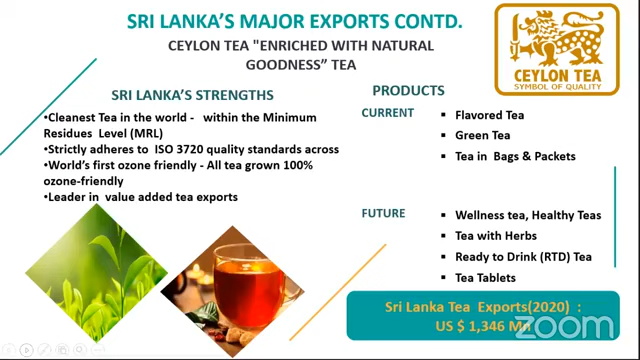 SRI LANKA'S MAJOR EXPORTS CONTD.
CEYLON TEA "ENRICHED WITH NATURAL
GOODNESS” TEA
CEYLON TEA
SYMBOL OF QUALITY
SRI LANKA'S STRENGTHS
•Cleanest Tea in the world - within the Minimum
Residues Level (MRL)
•Strictly adheres to ISO 3720 quality standards across
•World's first ozone friendly - All tea grown 100%
ozone-friendly
•Leader in value added tea exports
PRODUCTS
CURRENT
▪ Flavored Tea
▪ Green Tea
▪ Tea in Bags & Packets
FUTURE
▪ Wellness tea, Healthy Teas
▪ Tea with Herbs
▪ Ready to Drink (RTD) Tea
▪ Tea Tablets
Sri Lanka Tea Exports(2020) :
US $ 1,346 Mn
zoom